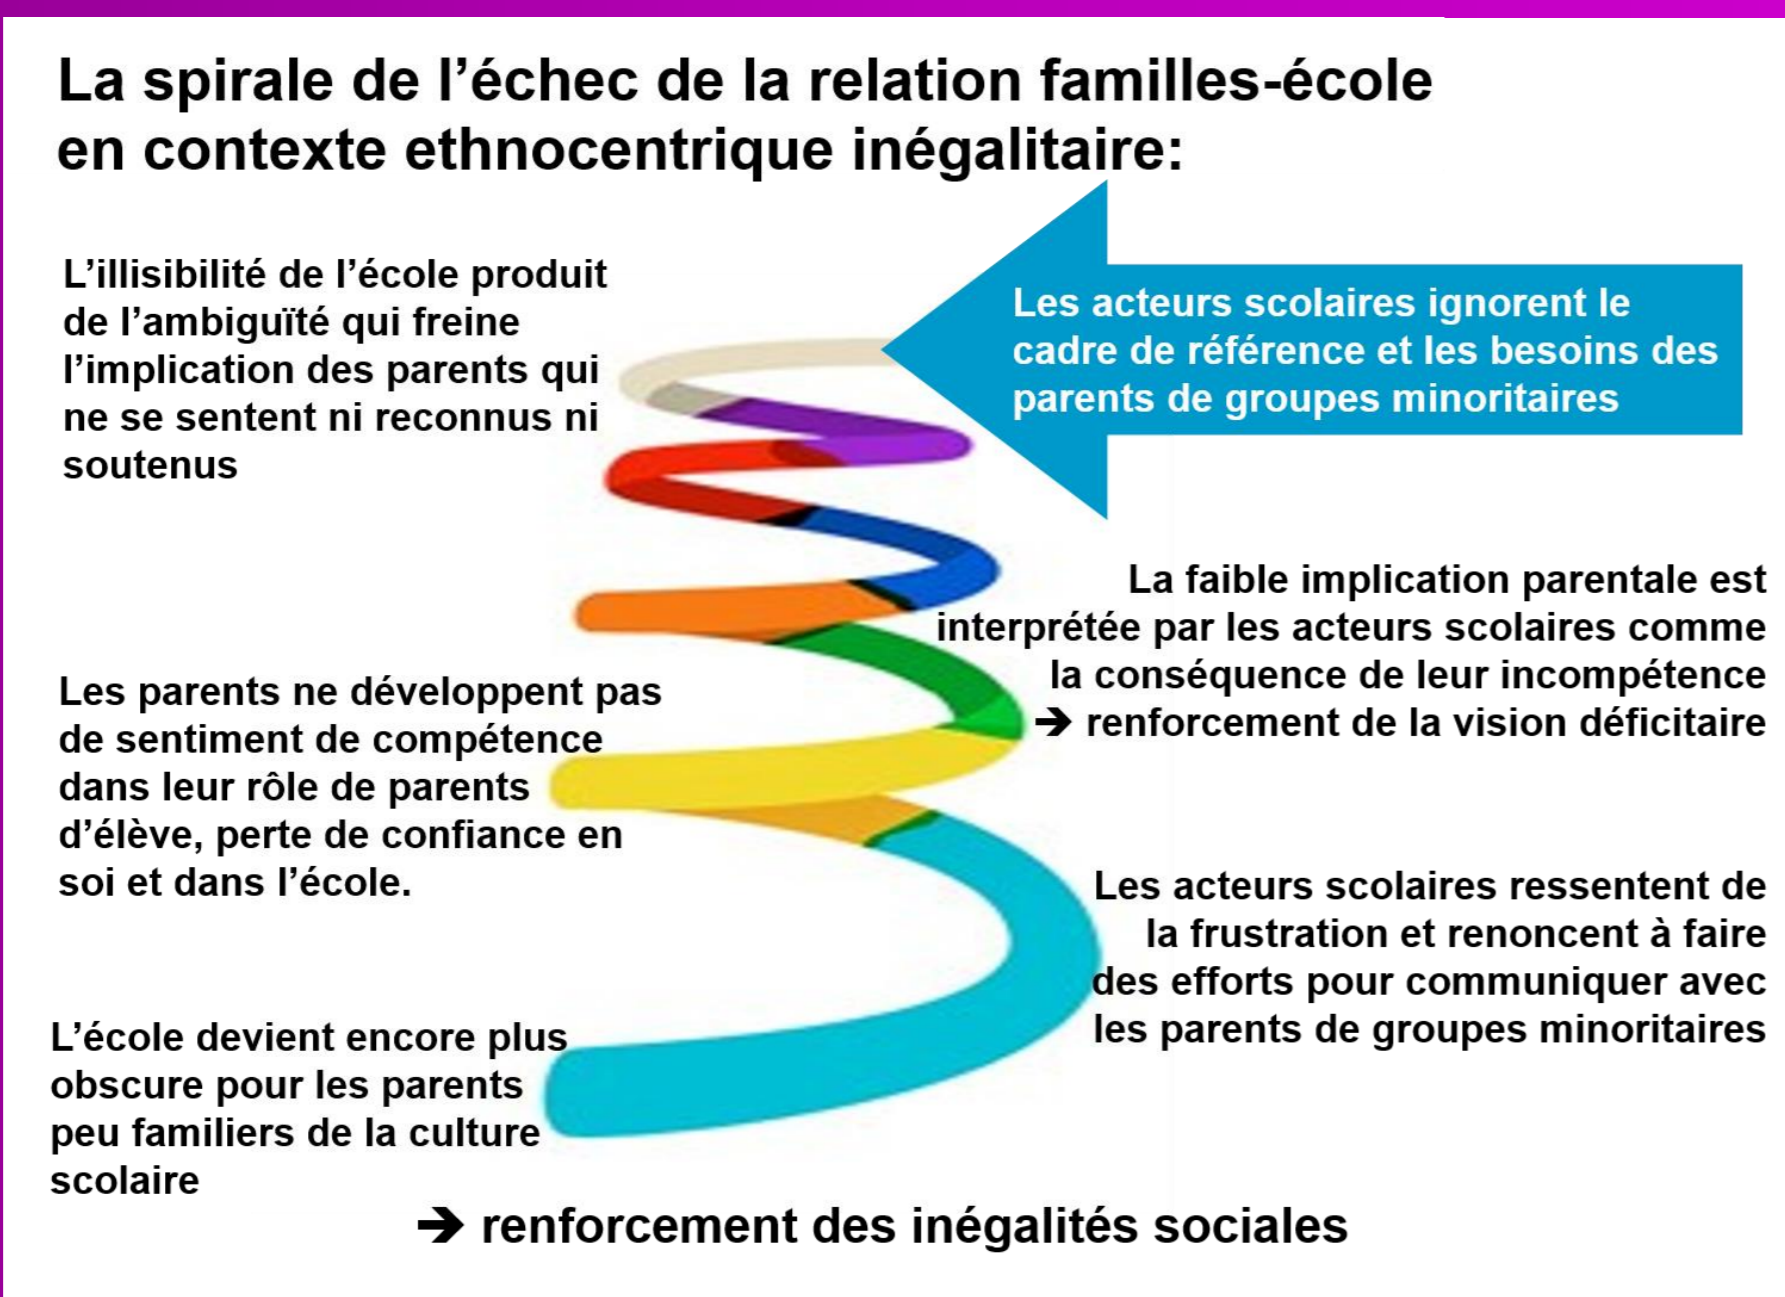 La spirale de l’échec de la relation familles-école
en contexte ethnocentrique inégalitaire:
L’illisibilité de l’école produit
de l’ambiguïté qui freine
l’implication des parents qui
ne se sentent ni reconnus ni
soutenus
Les acteurs scolaires ignorent le
cadre de référence et les besoins des
parents de groupes minoritaires
La faible implication parentale est
interprétée par les acteurs scolaires comme
la conséquence de leur incompétence
➔ renforcement de la vision déficitaire
Les parents ne développent pas
de sentiment de compétence
dans leur rôle de parents
d’élève, perte de confiance en
soi et dans l’école.
Les acteurs scolaires ressentent de
la frustration et renoncent à faire
des efforts pour communiquer avec
les parents de groupes minoritaires
L’école devient encore plus
obscure pour les parents
peu familiers de la culture
scolaire
➔ renforcement des inégalités sociales